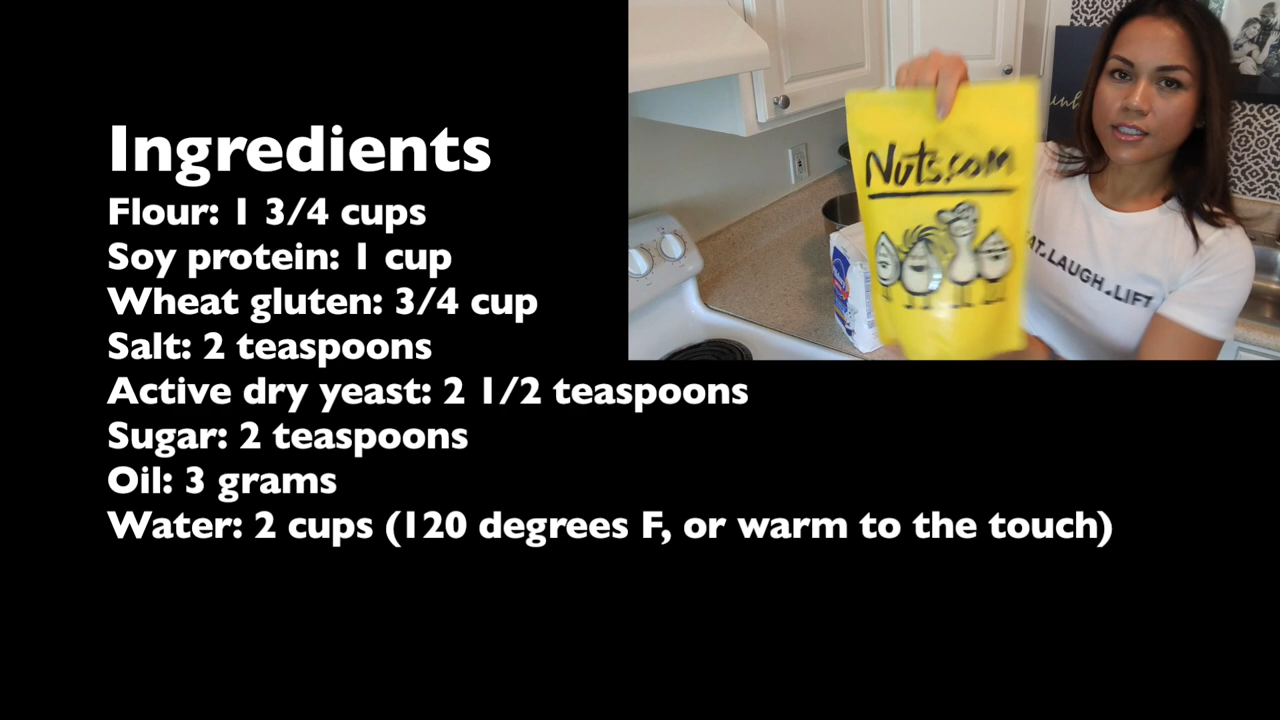 Ingredients
Flour: 1 3/4 cups
Soy protein: 1 cup
Wheat gluten: 3/4 cup
Salt: 2 teaspoons
Active dry yeast: 2 1/2 teaspoons
Sugar: 2 teaspoons
Oil: 3 grams
Water: 2 cups (120 degrees F, or warm to the touch)
Nuts.com
LAUGH.LIFT